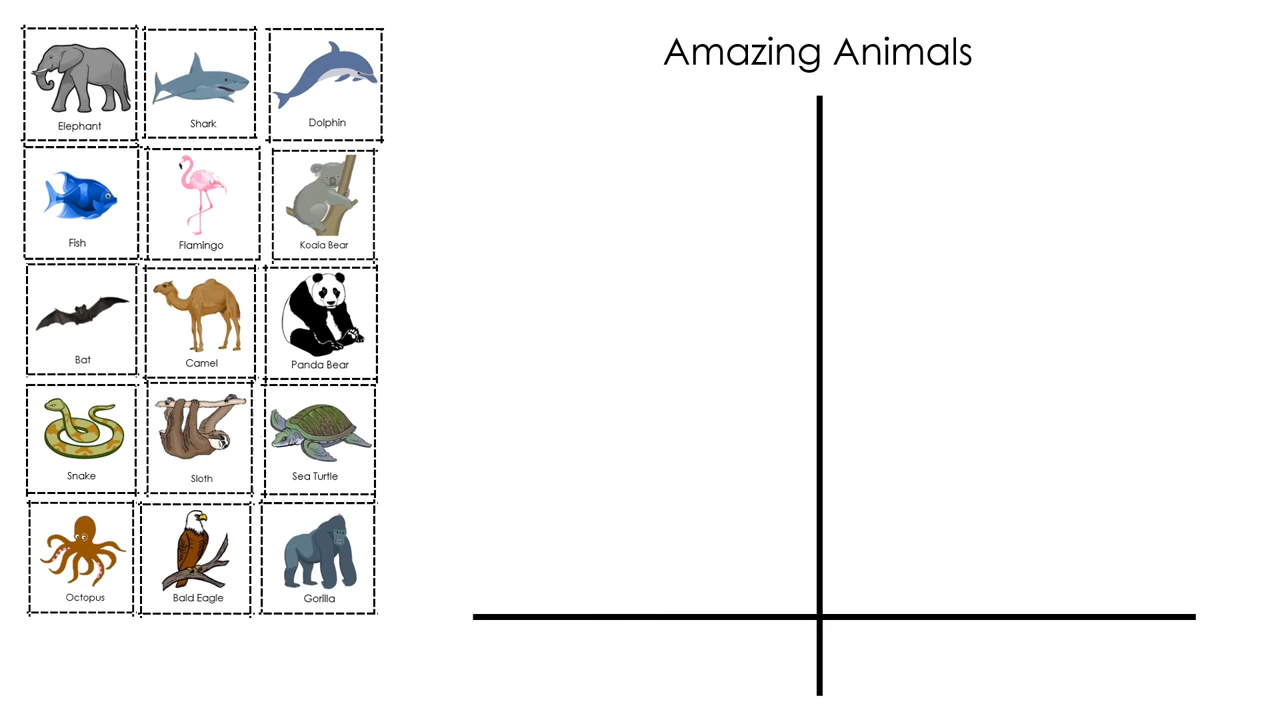 Amazing Animals
Elephant
Shark
Dolphin
Fish
Flamingo
Koala Bear
Bat
Camel
Panda Bear
Snake
Sloth
Sea Turtle
Octopus
Bald Eagle
Gorilla